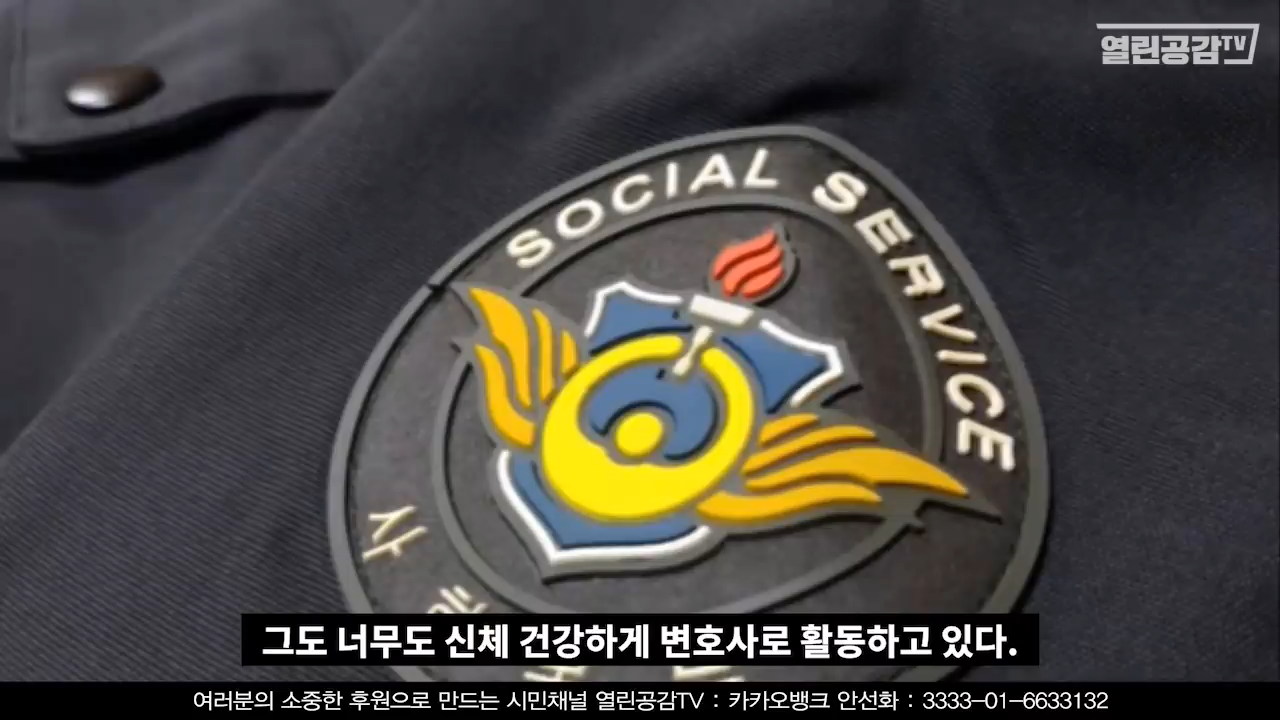 열린공감TV
SOCIAL SERVICE
사
그도 너무도 신체 건강하게 변호사로 활동하고 있다.
여러분의 소중한 후원으로 만드는 시민채널 열린공감TV : 카카오뱅크 안선화 : 3333-01-6633132